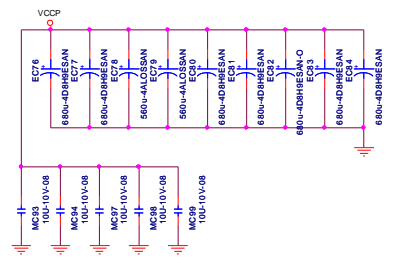 VCCP
EC76
680u-4D8H9ESAN
EC77
680u-4D8H9ESAN
EC78
560u-4ALOSSAN
EC79
560u-4ALOSSAN
EC80
680u-4D8H9ESAN
EC81
680u-4D8H9ESAN
EC82
680u-4D8H9ESAN-O
EC83
680u-4D8H9ESAN
EC84
680u-4D8H9ESAN
MC93
10U-10V-08
MC94
10U-10V-08
MC97
10U-10V-08
MC98
10U-10V-08
MC99
10U-10V-08